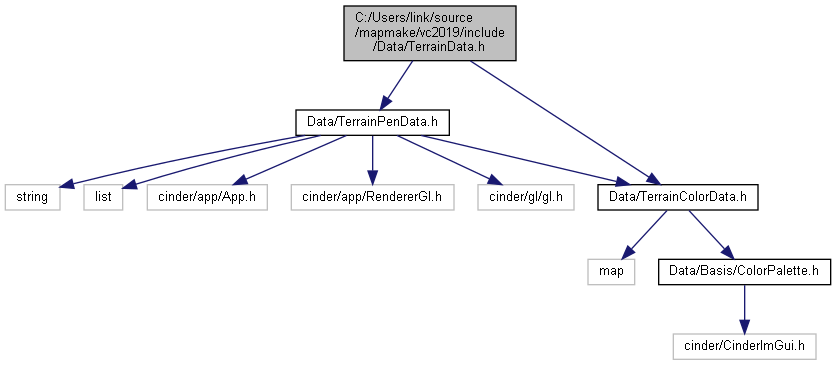 C:/Users/link/source
/mapmake/vc2019/include
/Data/TerrainData.h
Data/TerrainPenData.h
string
list
cinder/app/App.h
cinder/app/RendererGl.h
cinder/gl/gl.h
Data/TerrainColorData.h
map
Data/Basis/ColorPalette.h
cinder/CinderImGui.h